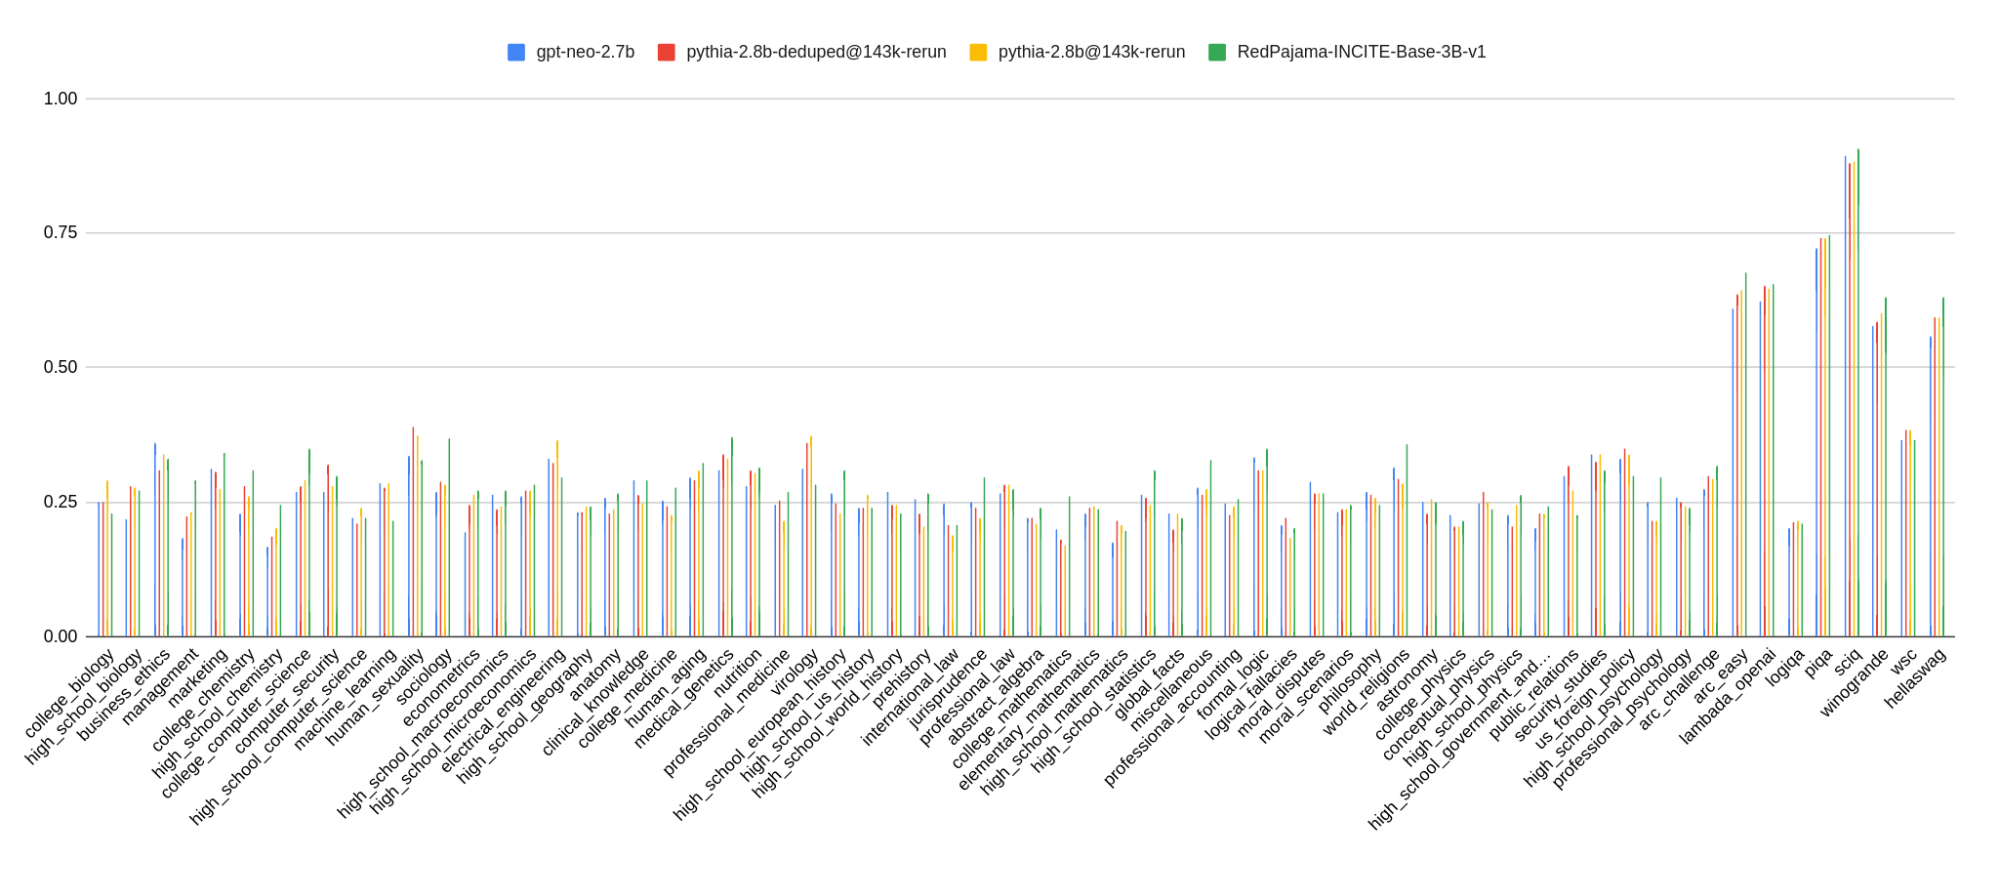 gpt-neo-2.7b
pythia-2.8b-deduped@143k-rerun
pythia-2.8b@143k-rerun
RedPajama-INCITE-Base-3B-v1
1.00
0.75
0.50
0.25
0.00
college_biology
high_school_biology
business_ethics
management
marketing
college_chemistry
high_school_chemistry
college_computer_science
computer_security
high_school_computer_science
machine_learning
human_sexuality
sociology
econometrics
high_school_macroeconomics
high_school_microeconomics
electrical_engineering
high_school_geography
anatomy
clinical_knowledge
college_medicine
human_aging
medical_genetics
nutrition
professional_medicine
virology
high_school_european_history
high_school_us_history
high_school_world_history
prehistory
international_law
jurisprudence
professional_law
abstract_algebra
college_mathematics
elementary_mathematics
high_school_mathematics
high_school_statistics
global_facts
miscellaneous
professional_accounting
formal_logic
logical_fallacies
moral_disputes
moral_scenarios
philosophy
world_religions
astronomy
college_physics
conceptual_physics
high_school_physics
high_school_government_and...
public_relations
security_studies
us_foreign_policy
high_school_psychology
professional_psychology
arc_challenge
arc_easy
lambada_openai
logiqa
piqa
sciq
winogrande
wsc
hellaswag